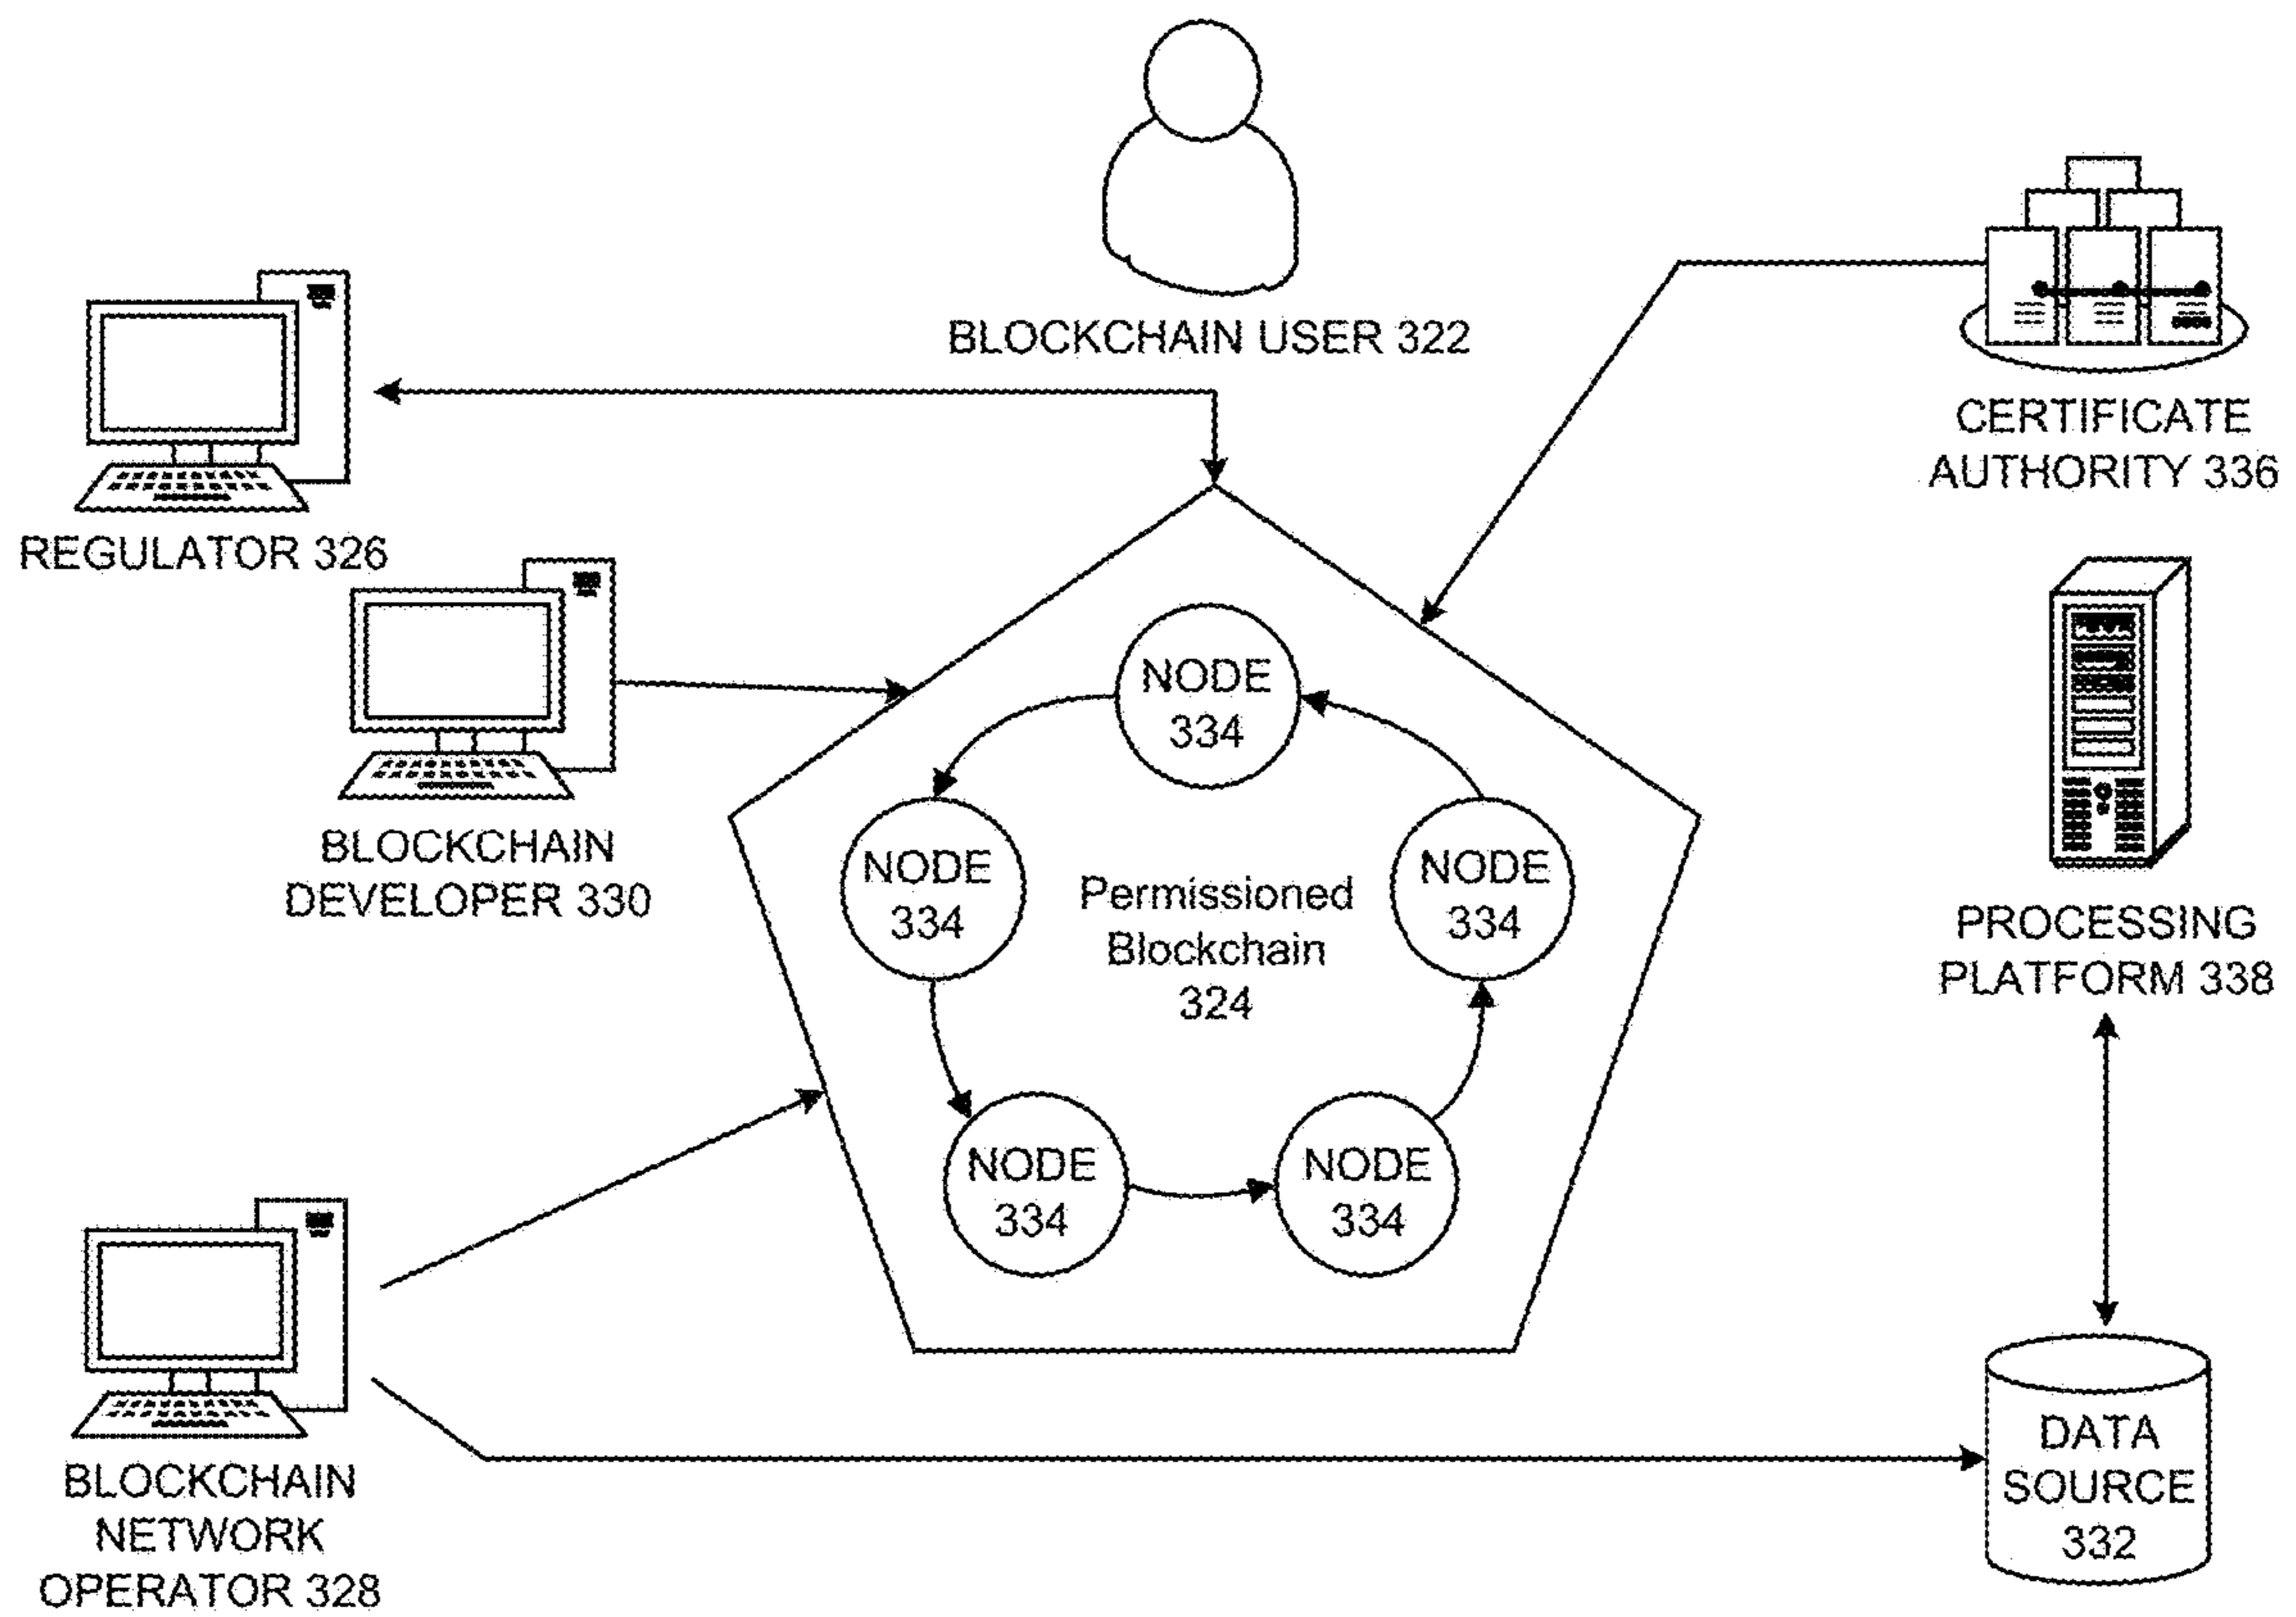 BLOCKCHAIN USER 322
CERTIFICATE
AUTHORITY 336
REGULATOR 326
BLOCKCHAIN
DEVELOPER 330
NODE
334
NODE
334
Permissioned
Blockchain
324
NODE
334
PROCESSING
PLATFORM 338
NODE
334
NODE
334
BLOCKCHAIN
NETWORK
OPERATOR 328
DATA
SOURCE
332